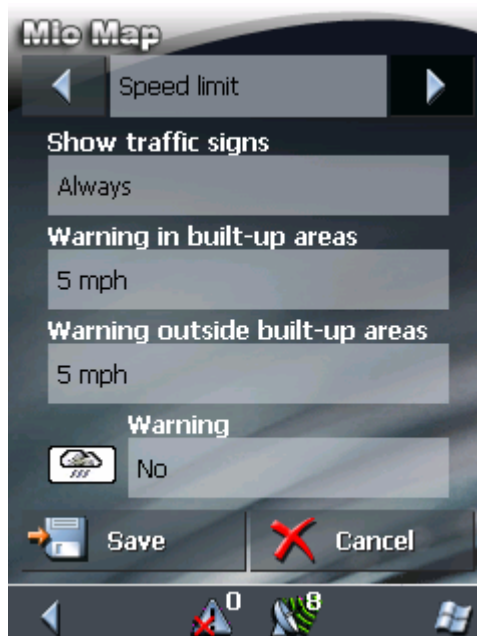 Mio Map
Speed limit
Show traffic signs
Always
Warning in built-up areas
5 mph
Warning outside built-up areas
5 mph
Warning
No
Save
Cancel
0
8